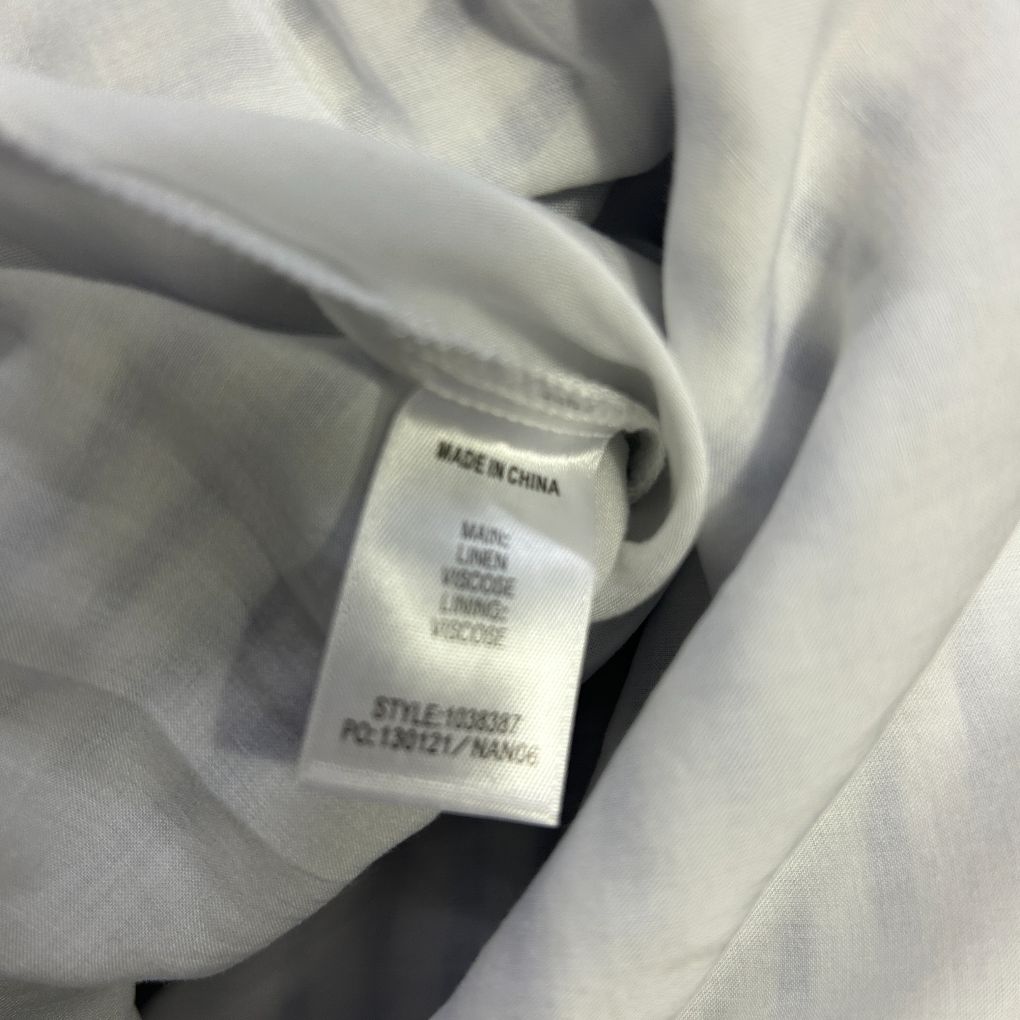 MADE IN CHINA
MAIN:
LINEN
VISCOSE
LINING:
VISCOSE
STYLE:1038387
PO:130121/NAN06